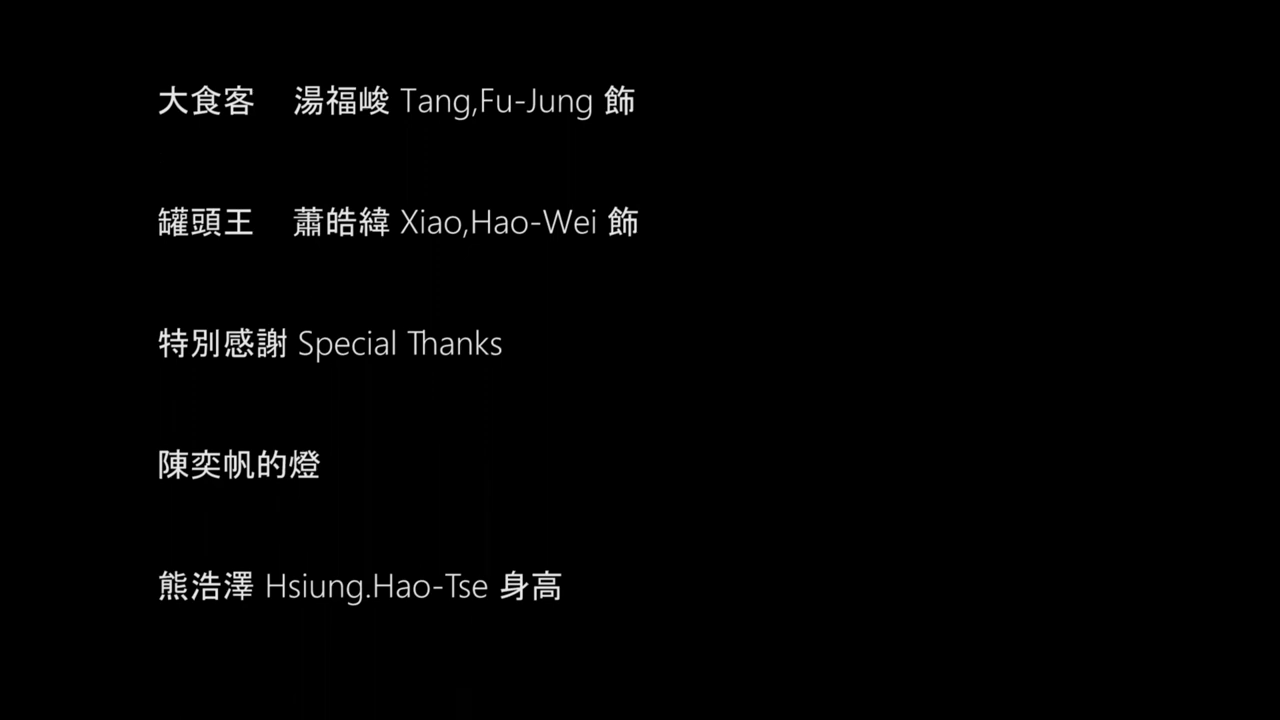 大食客 湯福峻 Tang,Fu-Jung 飾
罐頭王 蕭皓緯 Xiao,Hao-Wei 飾
特別感謝 Special Thanks
陳奕帆的燈
熊浩澤 Hsiung.Hao-Tse 身高